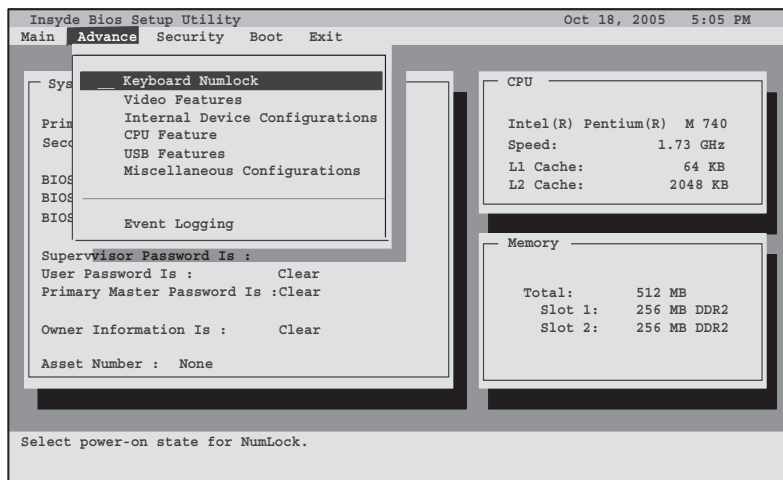 Insyde Bios Setup Utility Oct 18, 2005 5:05 PM
Main Advance Security Boot Exit
Sys
Keyboard Numlock
Video Features
Internal Device Configurations
CPU Feature
USB Features
Miscellaneous Configurations
Event Logging
Prim
Seco
BIOS
BIOS
BIOS
Supervvisor Password Is :
User Password Is : Clear
Primary Master Password Is :Clear
Owner Information Is : Clear
Asset Number : None
CPU
Intel(R) Pentium(R) M 740
Speed: 1.73 GHz
L1 Cache: 64 KB
L2 Cache: 2048 KB
Memory
Total: 512 MB
Slot 1: 256 MB DDR2
Slot 2: 256 MB DDR2
Select power-on state for NumLock.